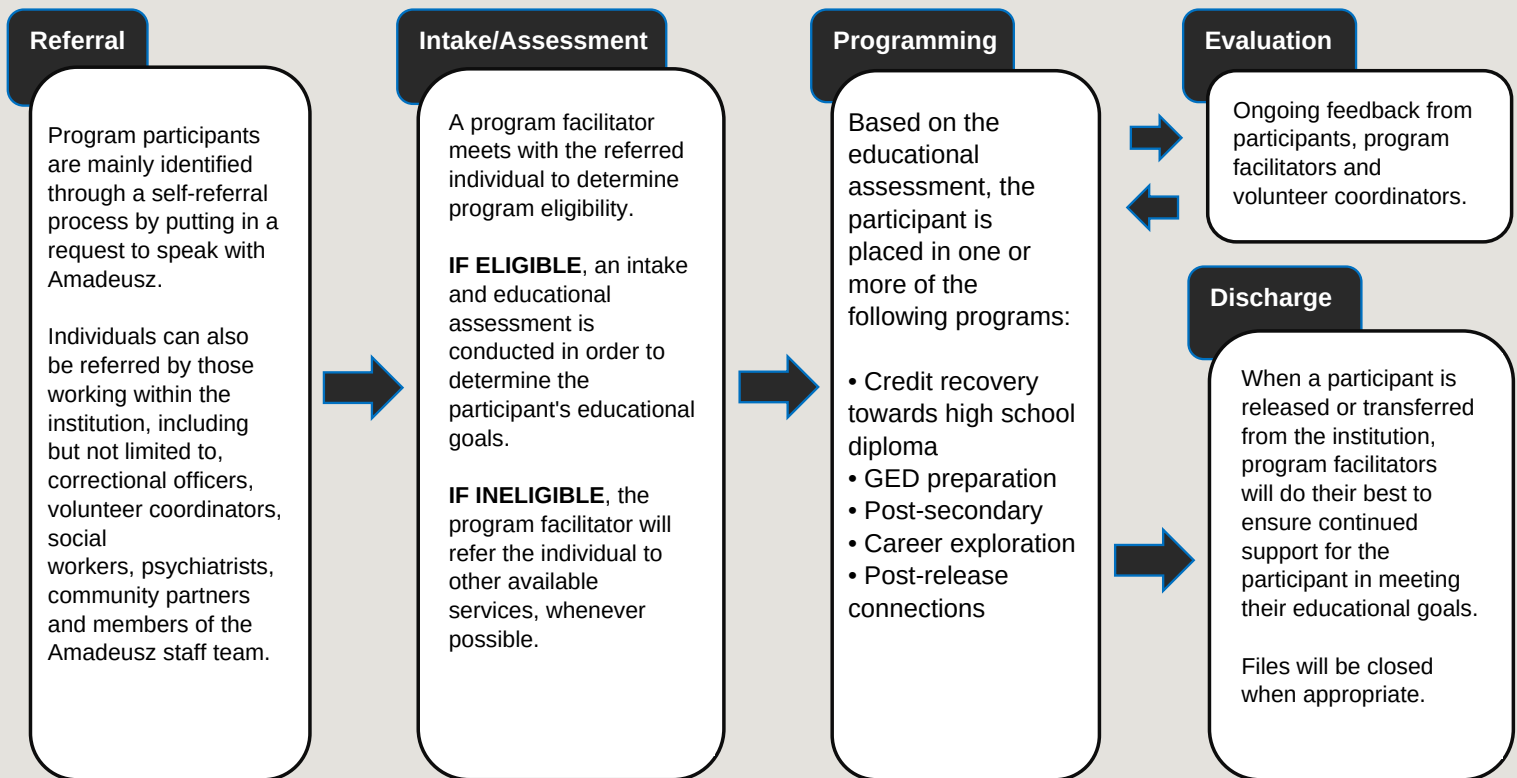 Referral
Program participants
are mainly identified
through a self-referral
process by putting in a
request to speak with
Amadeusz.
Individuals can also
be referred by those
working within the
institution, including
but not limited to,
correctional officers,
volunteer coordinators,
social
workers, psychiatrists,
community partners
and members of the
Amadeusz staff team.
Intake/Assessment
A program facilitator
meets with the referred
individual to determine
program eligibility.
IF ELIGIBLE, an intake
and educational
assessment is
conducted in order to
determine the
participant's educational
goals.
IF INELIGIBLE, the
program facilitator will
refer the individual to
other available
services, whenever
possible.
Programming
Based on the
educational
assessment, the
participant is
placed in one or
more of the
following programs:
• Credit recovery
towards high school
diploma
• GED preparation
• Post-secondary
• Career exploration
• Post-release
connections
Evaluation
Ongoing feedback from
participants, program
facilitators and
volunteer coordinators.
Discharge
When a participant is
released or transferred
from the institution,
program facilitators
will do their best to
ensure continued
support for the
participant in meeting
their educational goals.
Files will be closed
when appropriate.